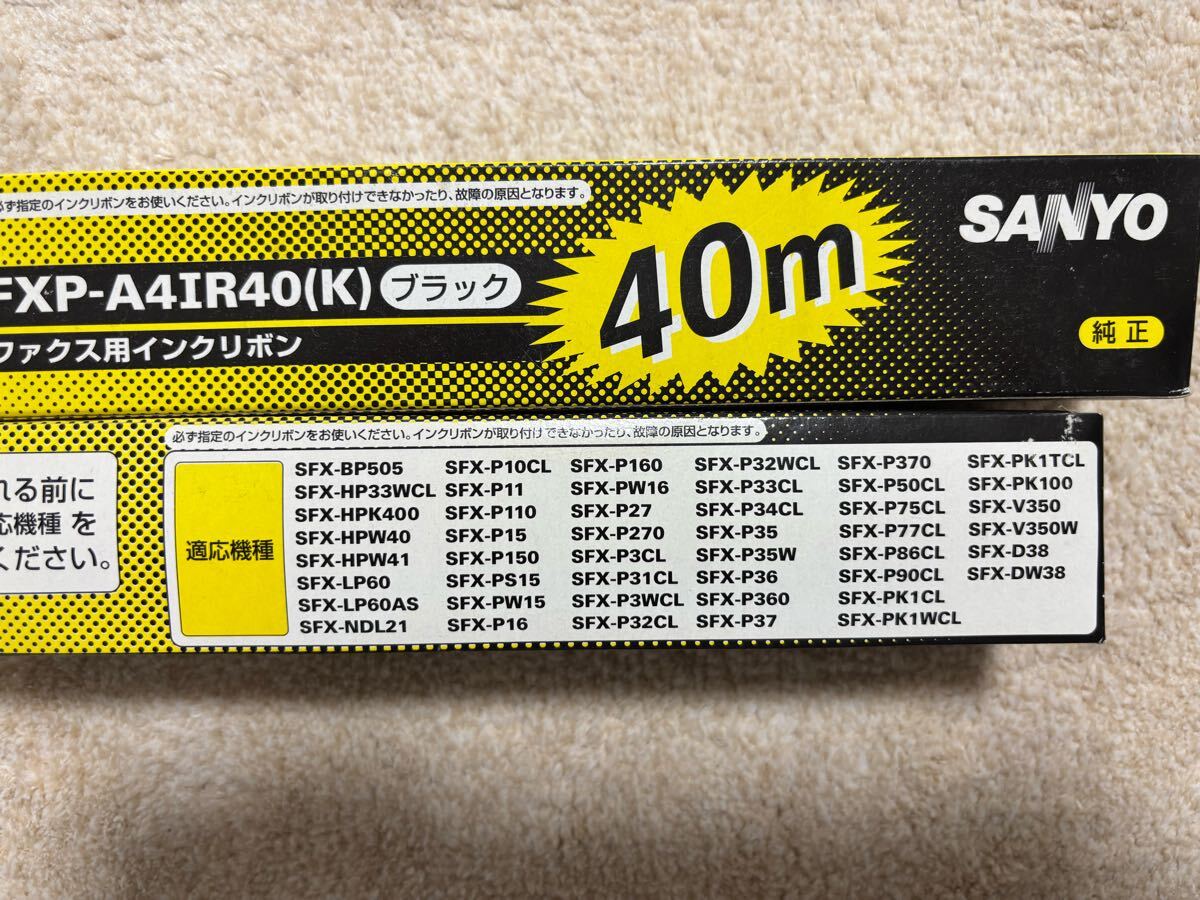 必ず指定のインクリボンをお使いください。インクリボンが取り付けできなかったり、故障の原因となります。
FXP-A4IR40(K) ブラック
ファクス用インクリボン
40m
SANYO
純正
必ず指定のインクリボンをお使いください。インクリボンが取り付けできなかったり、故障の原因となります。
れる前に
応機種 を
ください。
適応機種
SFX-BP505
SFX-HP33WCL
SFX-HPK400
SFX-HPW40
SFX-HPW41
SFX-LP60
SFX-LP60AS
SFX-NDL21
SFX-P10CL
SFX-P11
SFX-P110
SFX-P15
SFX-P150
SFX-PS15
SFX-PW15
SFX-P16
SFX-P160
SFX-PW16
SFX-P27
SFX-P270
SFX-P3CL
SFX-P31CL
SFX-P3WCL
SFX-P32CL
SFX-P32WCL
SFX-P33CL
SFX-P34CL
SFX-P35
SFX-P35W
SFX-P36
SFX-P360
SFX-P37
SFX-P370
SFX-P50CL
SFX-P75CL
SFX-P77CL
SFX-P86CL
SFX-P90CL
SFX-PK1CL
SFX-PK1WCL
SFX-PK1TCL
SFX-PK100
SFX-V350
SFX-V350W
SFX-D38
SFX-DW38